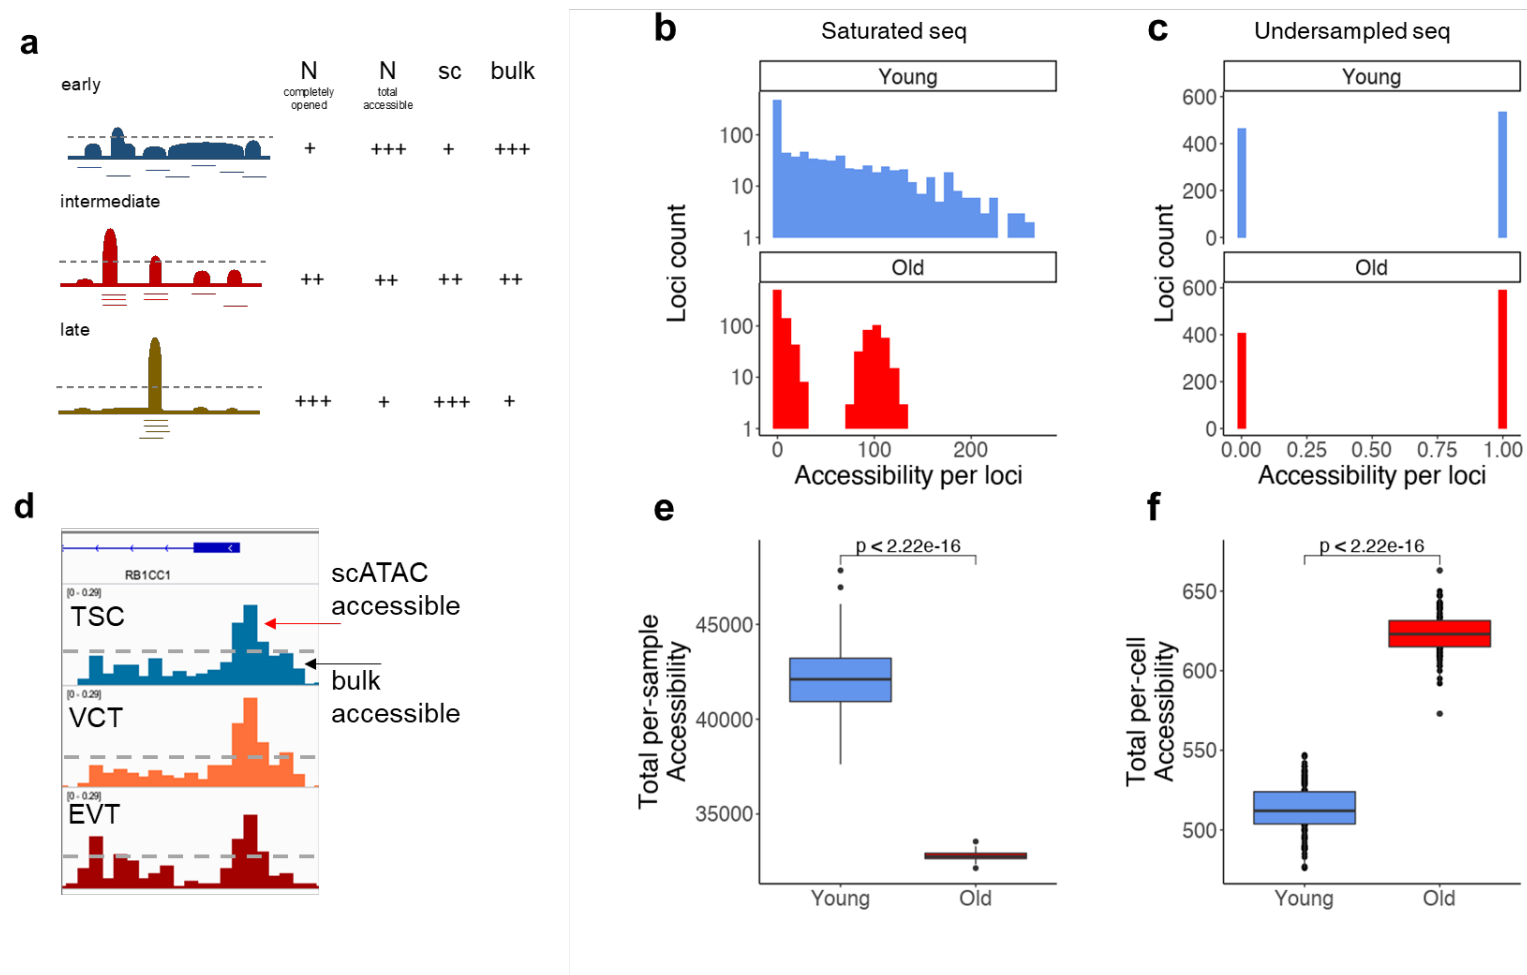 a
N N sc bulk
completely opened
total accessible
early
+ +++ + +++
intermediate
++ ++ ++ ++
late
+++ + +++ +
b
Saturated seq
Young
100
10
1
Old
100
10
1
0 100 200
Loci count
Accessibility per loci
c
Undersampled seq
Young
600
400
200
0
Old
600
400
200
0
0.00 0.25 0.50 0.75 1.00
Loci count
Accessibility per loci
d
RB1CC1
[0 - 0.29]
TSC
[0 - 0.29]
VCT
[0 - 0.29]
EVT
scATAC
accessible
bulk
accessible
e
p < 2.22e-16
45000
40000
35000
Total per-sample
Accessibility
Young Old
f
p < 2.22e-16
650
600
550
500
Total per-cell
Accessibility
Young Old